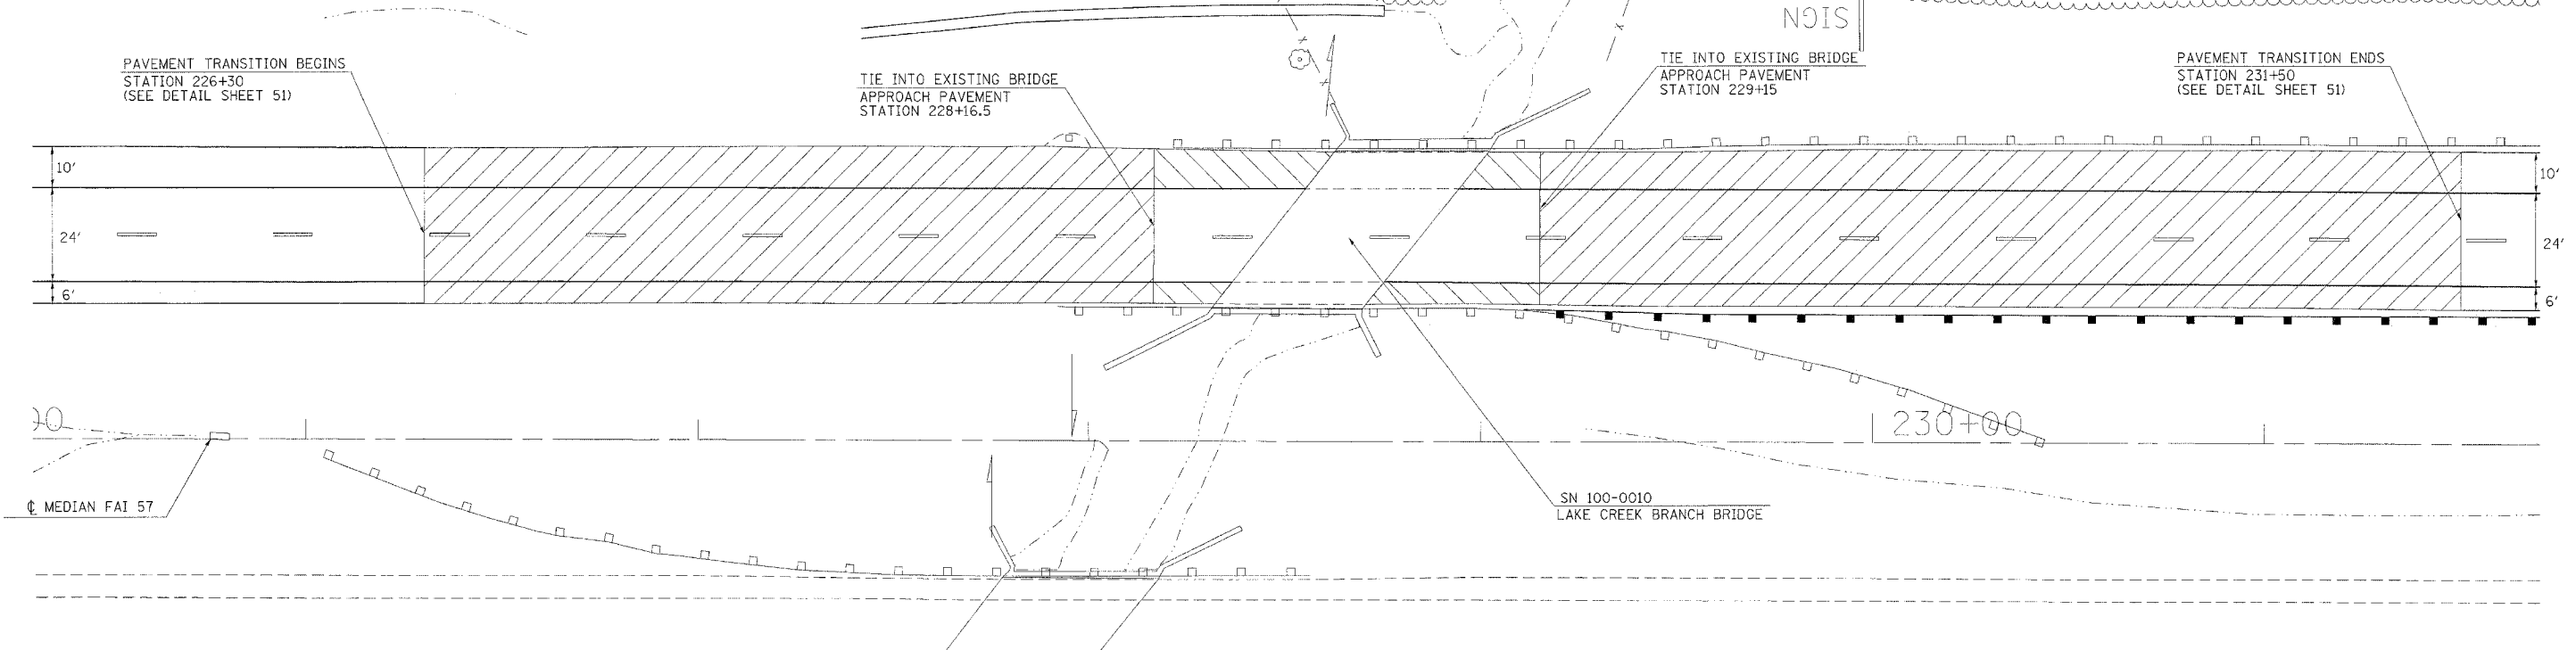 SIGN
PAVEMENT TRANSITION BEGINS
STATION 226+30
(SEE DETAIL SHEET 51)
TIE INTO EXISTING BRIDGE
APPROACH PAVEMENT
STATION 228+16.5
TIE INTO EXISTING BRIDGE
APPROACH PAVEMENT
STATION 229+15
PAVEMENT TRANSITION ENDS
STATION 231+50
(SEE DETAIL SHEET 51)
10'
24'
6'
10'
24'
6'
230+00
℄ MEDIAN FAI 57
SN 100-0010
LAKE CREEK BRANCH BRIDGE